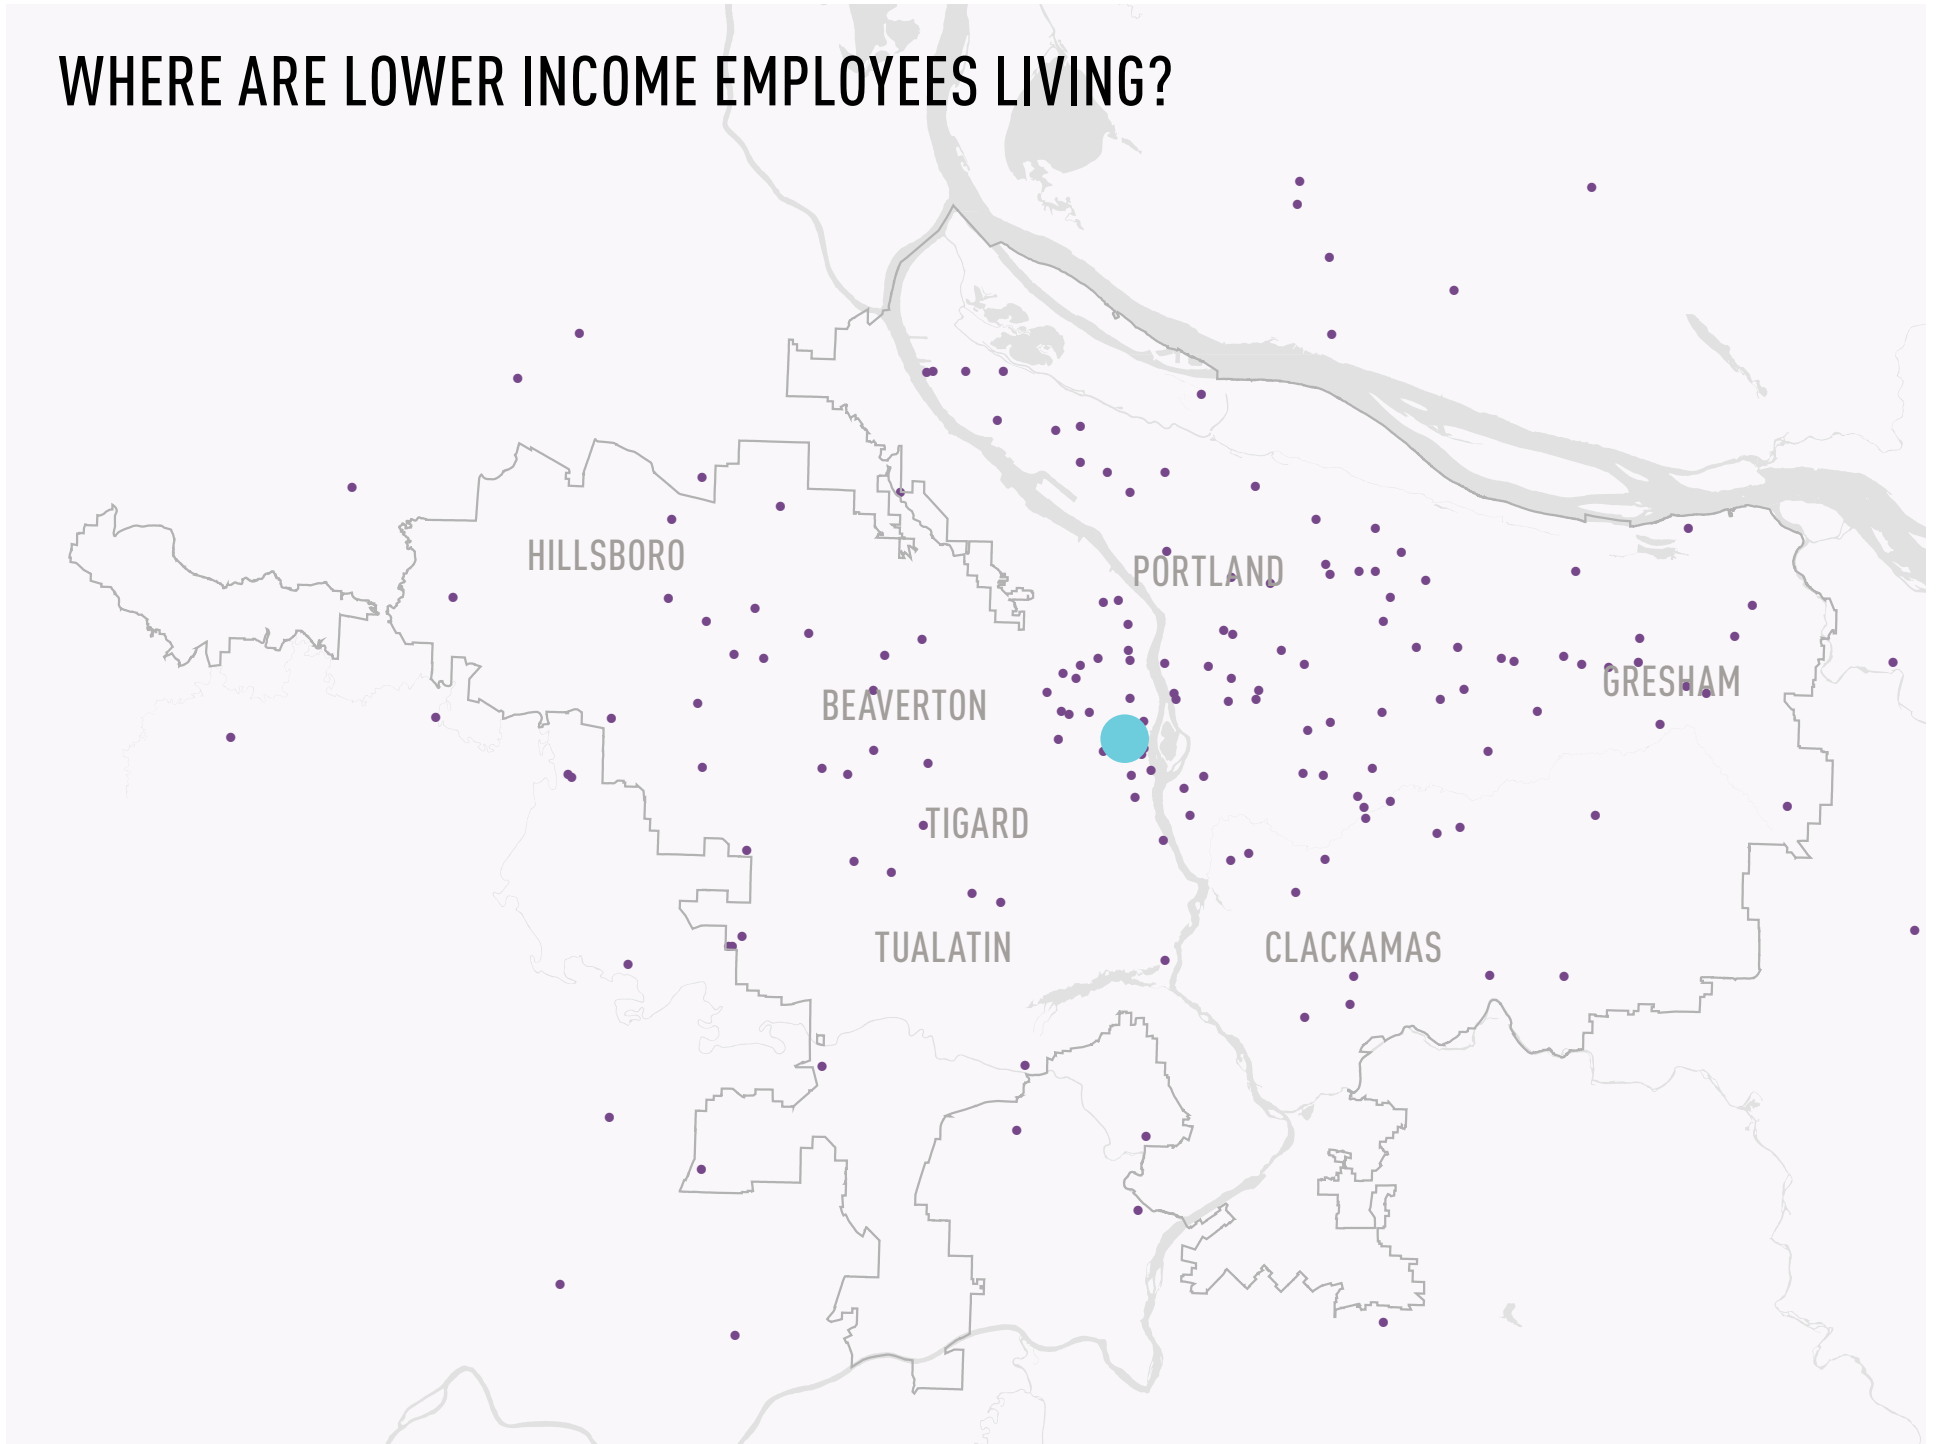 WHERE ARE LOWER INCOME EMPLOYEES LIVING?
HILLSBORO
PORTLAND
GRESHAM
BEAVERTON
TIGARD
TUALATIN
CLACKAMAS